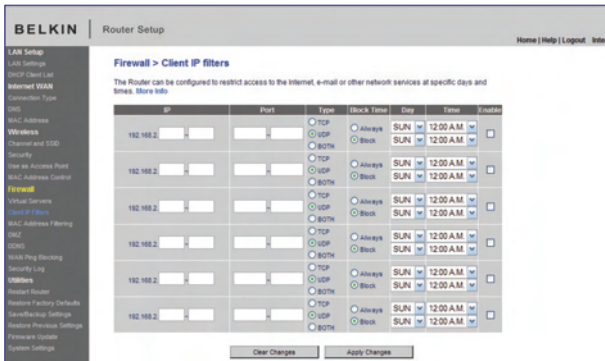 BELKIN Router Setup
Home | Help | Logout Inte
LAN Setup
LAN Settings
DHCP Client List
Internet WAN
Connection Type
DNS
MAC Address
Wireless
Channel and SSID
Security
Use as Access Point
MAC Address Control
Firewall
Virtual Servers
Client IP Filters
MAC Address Filtering
DMZ
DDNS
WAN Ping Blocking
Security Log
Utilities
Restart Router
Restore Factory Defaults
Save/Backup Settings
Restore Previous Settings
Firmware Update
System Settings
Firewall > Client IP filters
The Router can be configured to restrict access to the Internet, e-mail or other network services at specific days and
times. More Info
IP Port Type Block Time Day Time Enable
192.168.2. - - TCP UDP BOTH Always Block SUN 12:00 A.M. SUN 12:00 A.M.
192.168.2. - - TCP UDP BOTH Always Block SUN 12:00 A.M. SUN 12:00 A.M.
192.168.2. - - TCP UDP BOTH Always Block SUN 12:00 A.M. SUN 12:00 A.M.
192.168.2. - - TCP UDP BOTH Always Block SUN 12:00 A.M. SUN 12:00 A.M.
192.168.2. - - TCP UDP BOTH Always Block SUN 12:00 A.M. SUN 12:00 A.M.
192.168.2. - - TCP UDP BOTH Always Block SUN 12:00 A.M. SUN 12:00 A.M.
Clear Changes Apply Changes